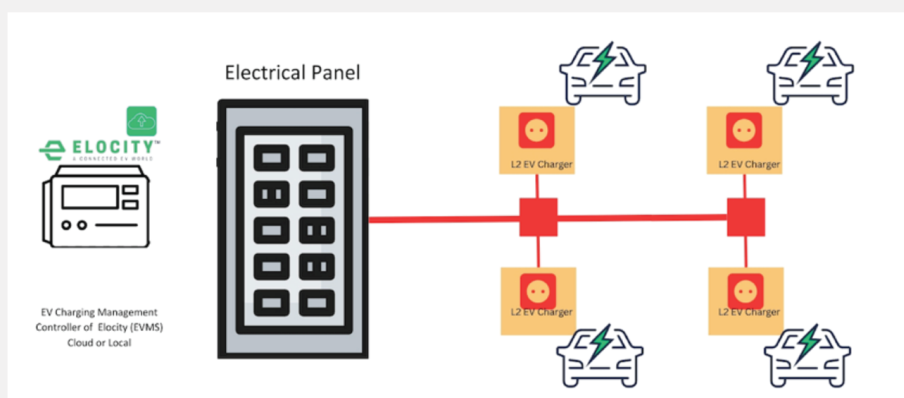 Electrical Panel
ELOCITY™
A CONNECTED EV WORLD
EV Charging Management
Controller of Elocity (EVMS)
Cloud or Local
L2 EV Charger
L2 EV Charger
L2 EV Charger
L2 EV Charger